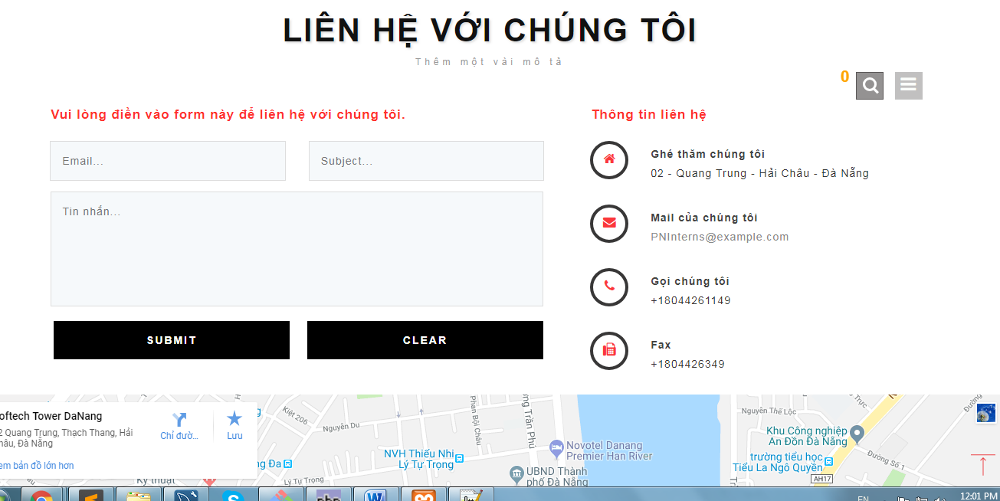 LIÊN HỆ VỚI CHÚNG TÔI
Thêm một vài mô tả
0
Vui lòng điền vào form này để liên hệ với chúng tôi.
Email...
Subject...
Tin nhắn...
SUBMIT
CLEAR
Thông tin liên hệ
Ghé thăm chúng tôi
02 - Quang Trung - Hải Châu - Đà Nẵng
Mail của chúng tôi
PNInterns@example.com
Gọi chúng tôi
+18044261149
Fax
+1804426349
oftech Tower DaNang
2 Quang Trung, Thạch Thang, Hải
hâu, Đà Nẵng
em bản đồ lớn hơn
Chỉ đườ...
Lưu
Kiệt 206
Nguyễn Du
Phan Bội Châu
ng Trần Phú
NVH Thiếu Nhi
Lý Tự Trọng
ng Đa
Kỹ thuật
Lý Tự Trọng
Novotel Danang
Premier Han River
UBND Thành
phố Đà Nẵng
Nguyễn Thế Lộc
Trực
Đường
Khu Công nghiệp
An Đồn Đà Nẵng
trường tiểu học
Tiểu La Ngô Quyền
Đường Số 1
AH17
php
W
EN
12:01 PM